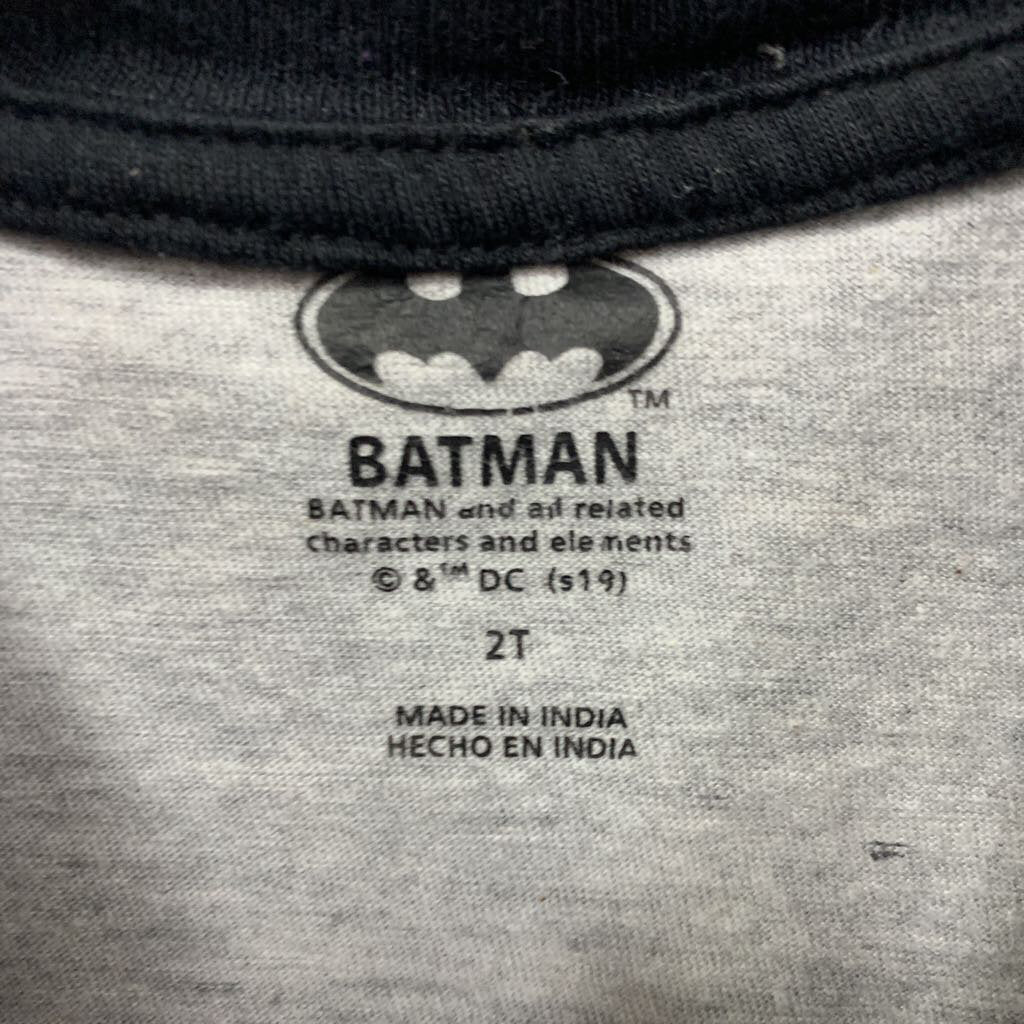 TM
BATMAN
BATMAN and all related
characters and elements
© &™ DC (s19)
2T
MADE IN INDIA
HECHO EN INDIA